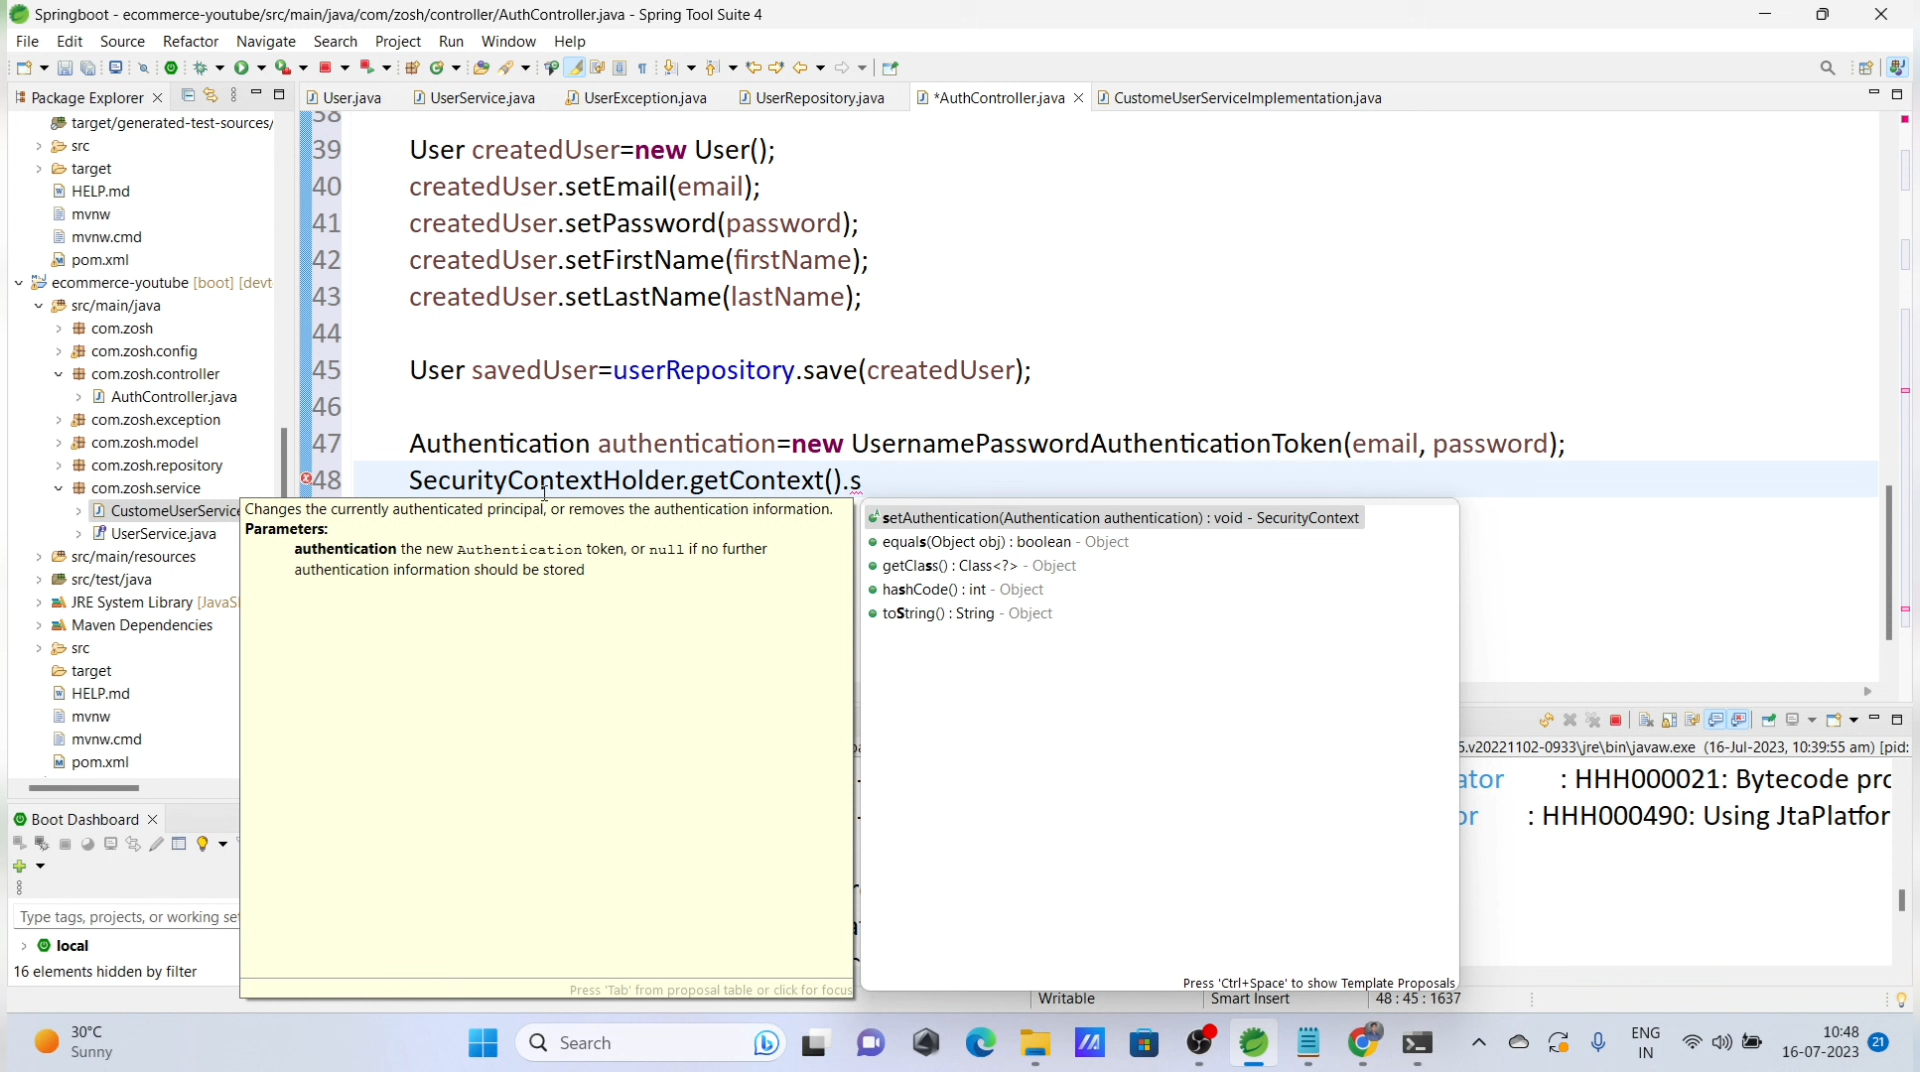 Springboot - ecommerce-youtube/src/main/java/com/zosh/controller/AuthController.java - Spring Tool Suite 4
File Edit Source Refactor Navigate Search Project Run Window Help
Package Explorer
User.java UserService.java UserException.java UserRepository.java *AuthController.java CustomeUserServiceImplementation.java
target/generated-test-sources/
src
target
HELP.md
mvnw
mvnw.cmd
pom.xml
ecommerce-youtube [boot] [devt
src/main/java
com.zosh
com.zosh.config
com.zosh.controller
AuthController.java
com.zosh.exception
com.zosh.model
com.zosh.repository
com.zosh.service
CustomeUserService
UserService.java
src/main/resources
src/test/java
JRE System Library [JavaSE
Maven Dependencies
src
target
HELP.md
mvnw
mvnw.cmd
pom.xml
38
39 User createdUser=new User();
40 createdUser.setEmail(email);
41 createdUser.setPassword(password);
42 createdUser.setFirstName(firstName);
43 createdUser.setLastName(lastName);
44
45 User savedUser=userRepository.save(createdUser);
46
47 Authentication authentication=new UsernamePasswordAuthenticationToken(email, password);
48 SecurityContextHolder.getContext().s
Changes the currently authenticated principal, or removes the authentication information.
Parameters:
authentication the new Authentication token, or null if no further
authentication information should be stored
Press 'Tab' from proposal table or click for focus
setAuthentication(Authentication authentication) : void - SecurityContext
equals(Object obj) : boolean - Object
getClass() : Class<?> - Object
hashCode() : int - Object
toString() : String - Object
Press 'Ctrl+Space' to show Template Proposals
5.v20221102-0933\jre\bin\javaw.exe (16-Jul-2023, 10:39:55 am) [pid:
ator : HHH000021: Bytecode pro
or : HHH000490: Using JtaPlatfor
Boot Dashboard
Type tags, projects, or working set
local
16 elements hidden by filter
Writable Smart Insert 48 : 45 : 1637
30°C
Sunny
Search
ENG
IN
10:48
16-07-2023
21